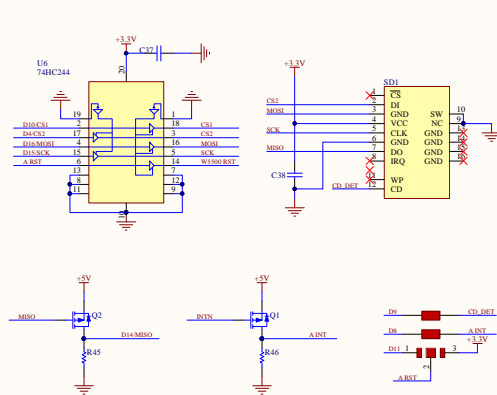 +3.3V
C37
U6
74HC244
20
19 1
D10/CS1 2 18 CS1
D4/CS2 17 3 CS2
D16/MOSI 4 16 MOSI
D15/SCK 15 5 SCK
A RST 6 14 W5500 RST
13 7
8 12
11 9
10
+3.3V
C38
SD1
1 CS
CS2 2 DI SW 10
MOSI 3 VCC NC 9
4 CLK GND
SCK 5 GND GND
6 DO GND
MISO 7 IRQ GND
8
WP
CD_DET 12 CD
+5V
MISO
Q2
D14/MISO
R45
+5V
INTN
Q1
A INT
R46
D9 CD_DET
D8 A INT
D11 1 3 +3.3V
2
A RST